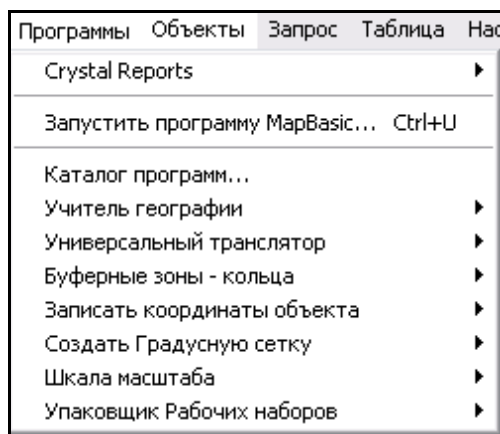 Программы Объекты Запрос Таблица
Crystal Reports
Запустить программу MapBasic... Ctrl+U
Каталог программ...
Учитель географии
Универсальный транслятор
Буферные зоны - кольца
Записать координаты объекта
Создать Градусную сетку
Шкала масштаба
Упаковщик Рабочих наборов